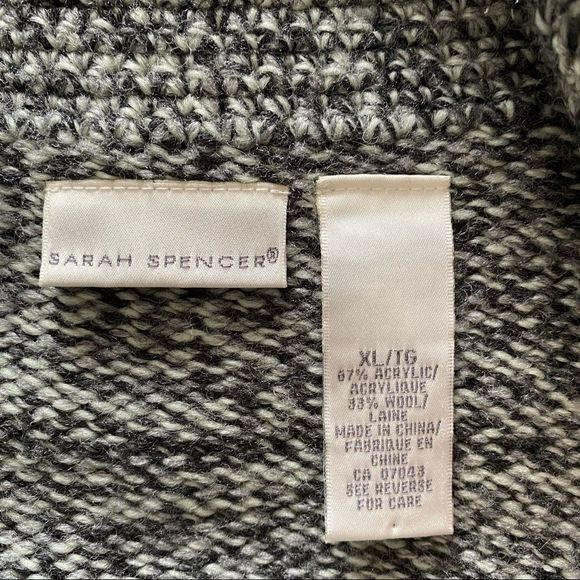 SARAH SPENCER®
XL/TG
67% ACRYLIC/
ACRYLIQUE
33% WOOL/
LAINE
MADE IN CHINA/
FABRIQUE EN
CHINE
CA 07043
SEE REVERSE
FOR CARE